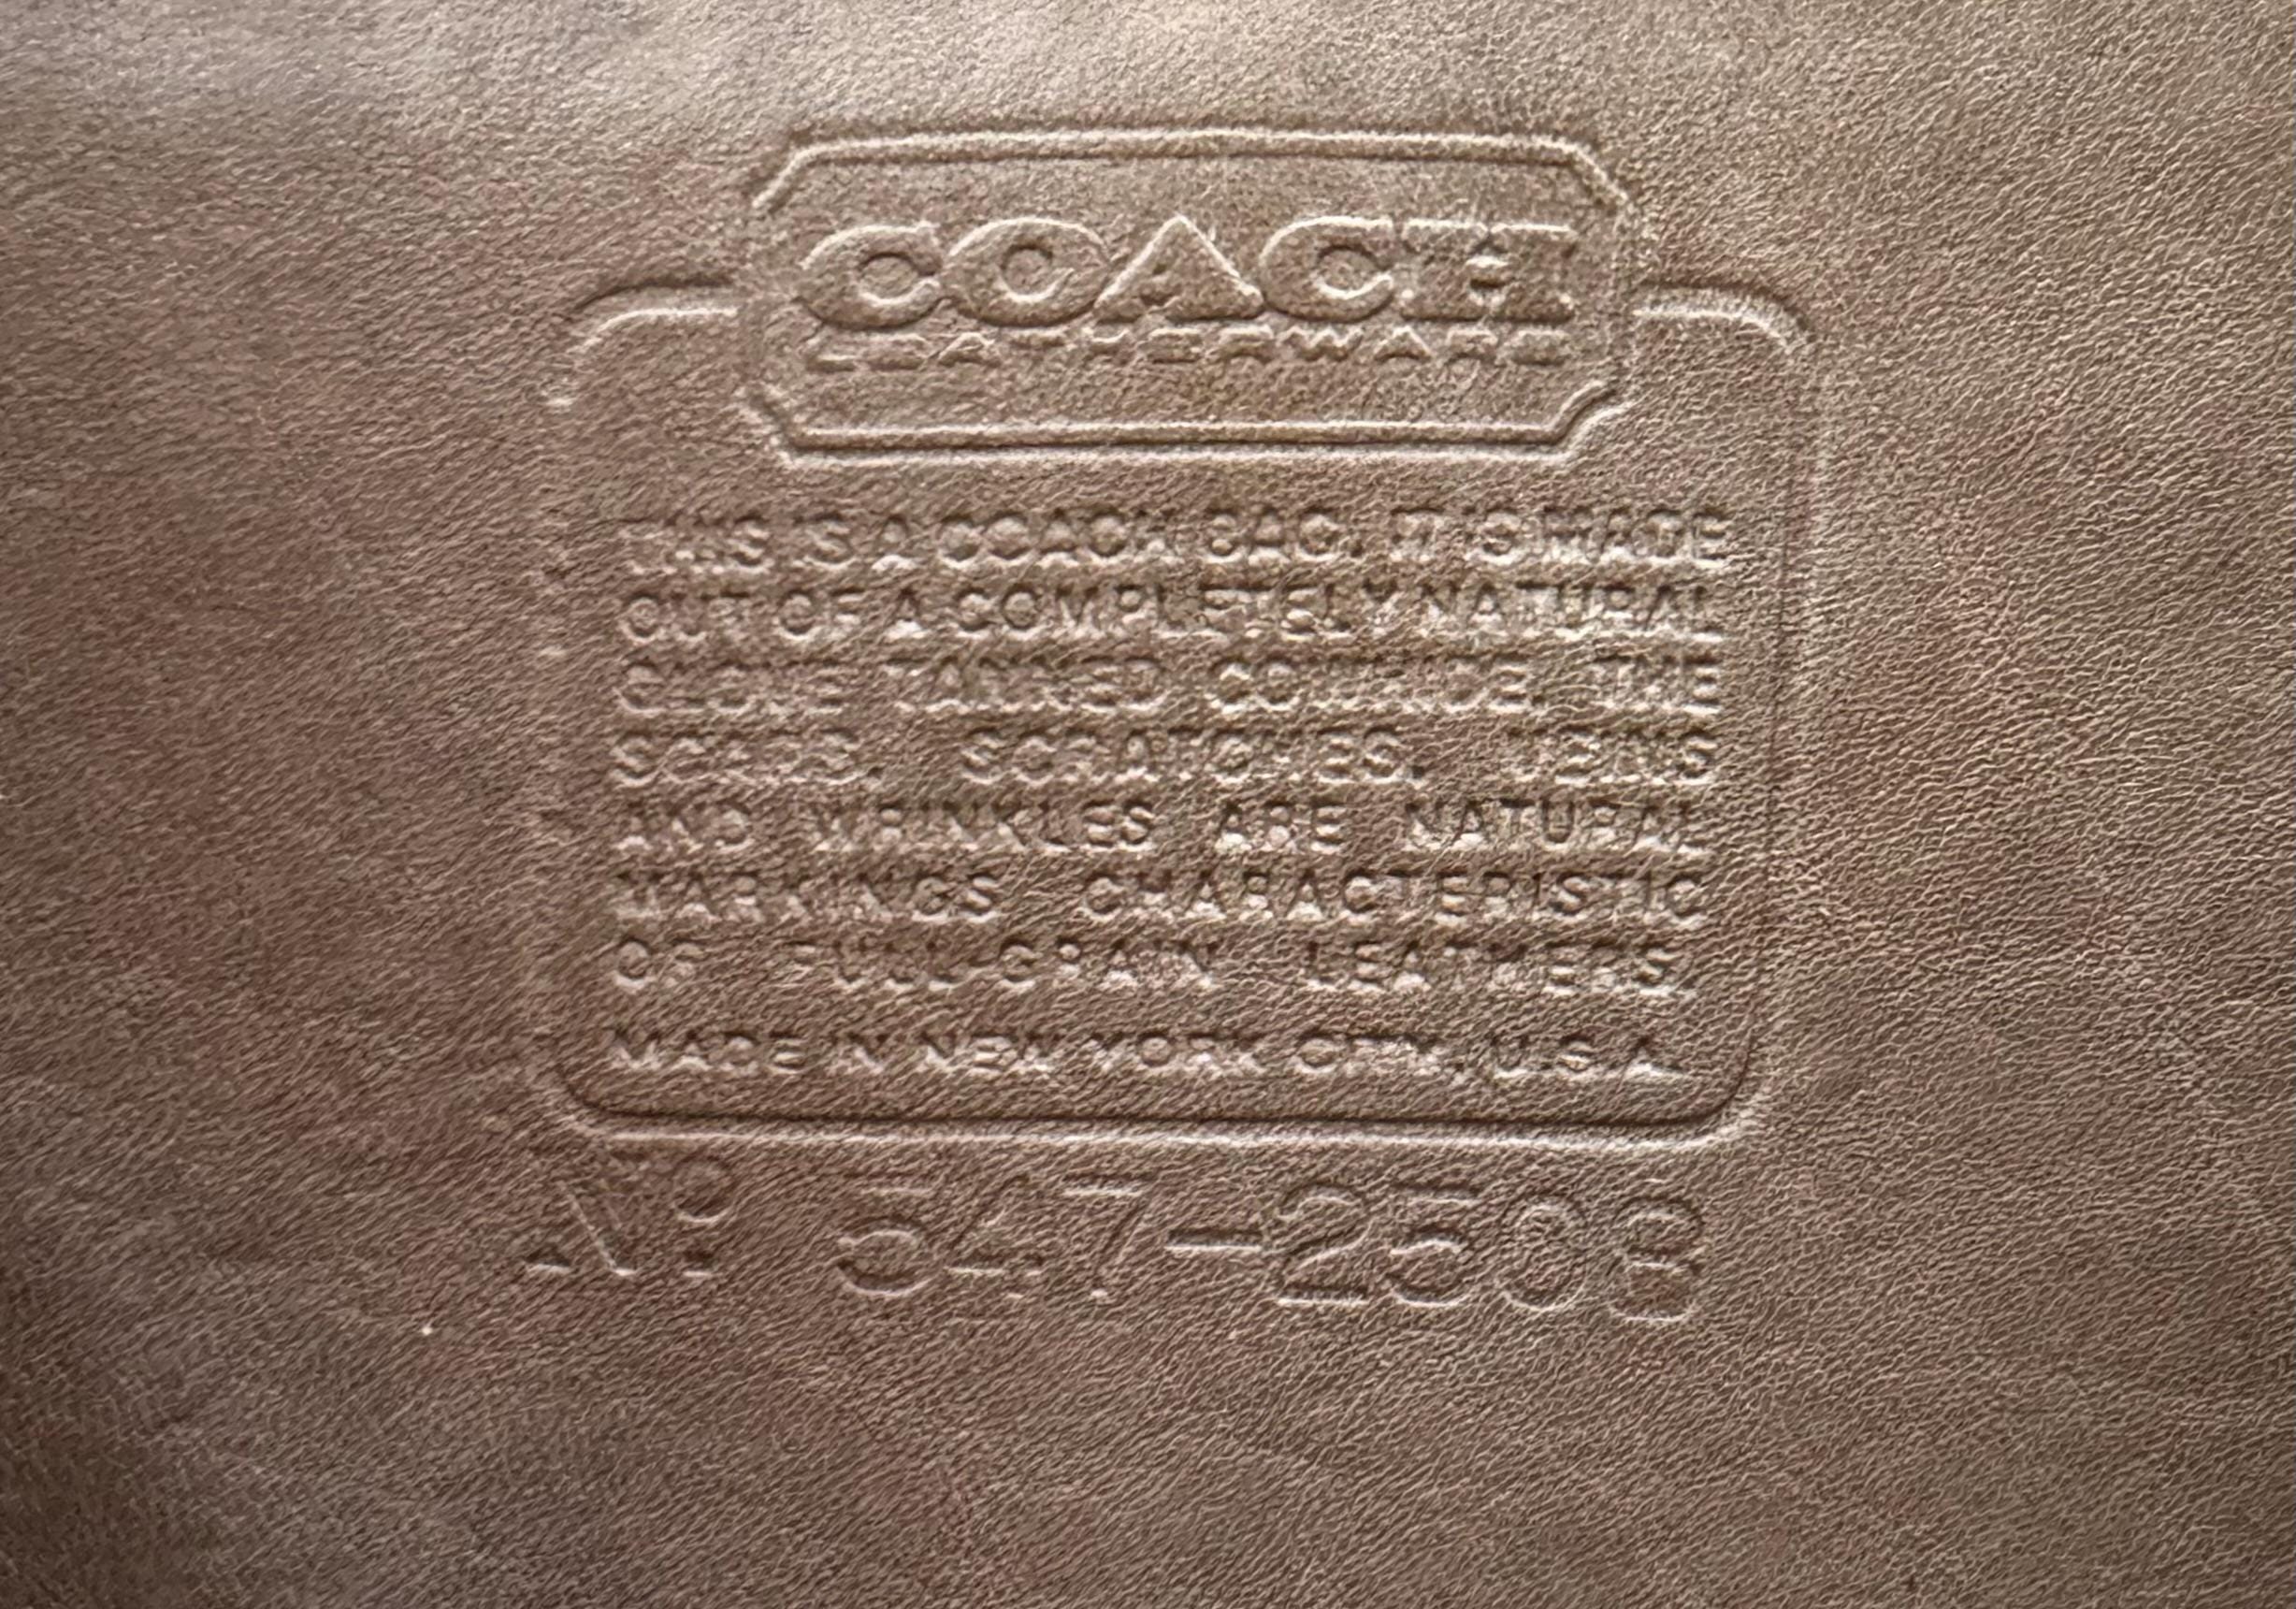 COACH
LEATHERWARE
THIS IS A COACH BAG. IT IS MADE
OUT OF A COMPLETELY NATURAL
GLOVE TANNED COWHIDE. THE
SCARS, SCRATCHES, VEINS
AND WRINKLES ARE NATURAL
MARKINGS CHARACTERISTIC
OF FULL-GRAIN LEATHERS.
MADE IN NEW YORK CITY, U.S.A.
Nº 547-2508